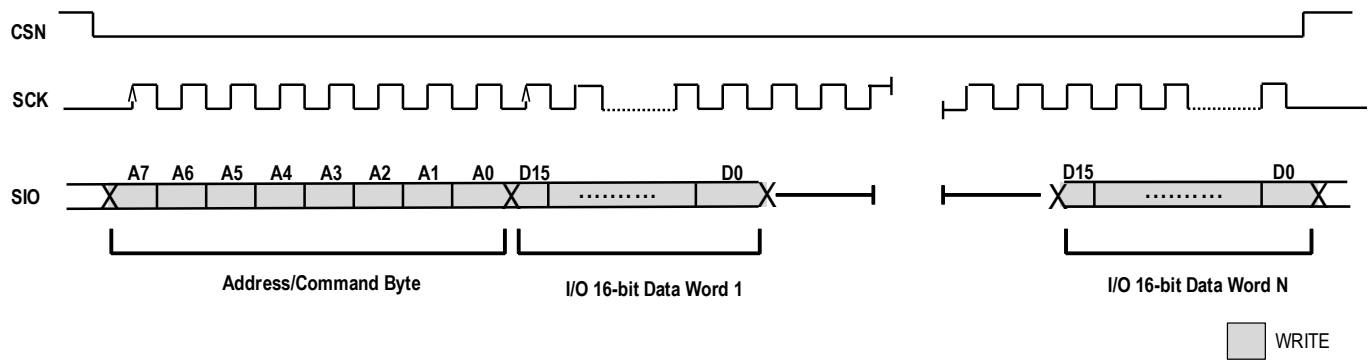 CSN
SCK
A7 A6 A5 A4 A3 A2 A1 A0 D15 D0 D15 D0
SIO
Address/Command Byte
I/O 16-bit Data Word 1
I/O 16-bit Data Word N
WRITE